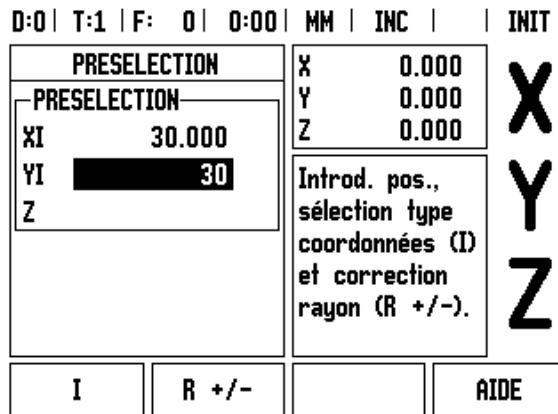 D:0 | T:1 | F: 0 | 0:00 | MM | INC | | INIT
PRESELECTION
PRESELECTION
XI 30.000
YI 30
Z
X 0.000
Y 0.000
Z 0.000
Introd. pos.,
sélection type
coordonnées (I)
et correction
rayon (R +/-).
X
Y
Z
I R +/- AIDE